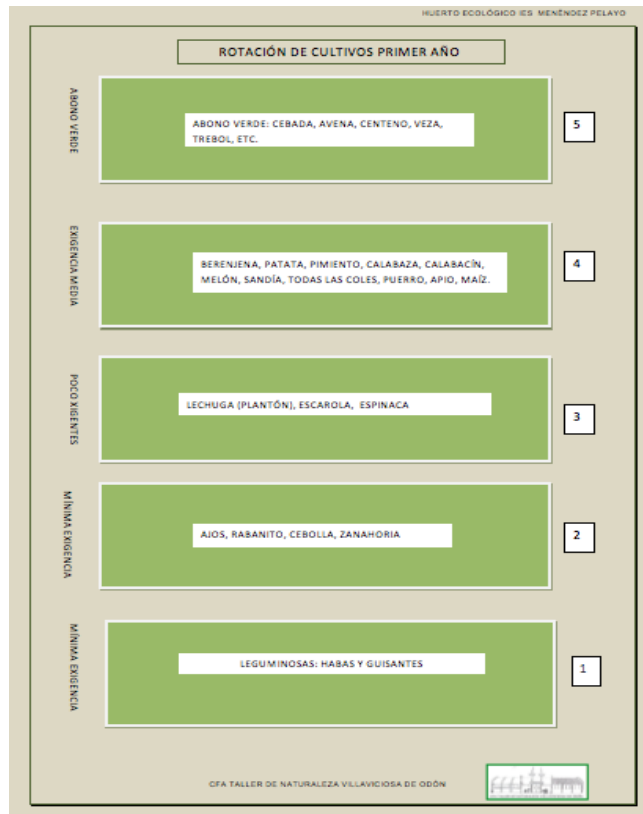 HUERTO ECOLÓGICO IES MENÉNDEZ PELAYO
ROTACIÓN DE CULTIVOS PRIMER AÑO
ABONO VERDE
ABONO VERDE: CEBADA, AVENA, CENTENO, VEZA,
TREBOL, ETC.
5
EXIGENCIA MEDIA
BERENJENA, PATATA, PIMIENTO, CALABAZA, CALABACÍN,
MELÓN, SANDÍA, TODAS LAS COLES, PUERRO, APIO, MAÍZ.
4
POCO XIGENTES
LECHUGA (PLANTÓN), ESCAROLA, ESPINACA
3
MÍNIMA EXIGENCIA
AJOS, RABANITO, CEBOLLA, ZANAHORIA
2
MÍNIMA EXIGENCIA
LEGUMINOSAS: HABAS Y GUISANTES
1
CFA TALLER DE NATURALEZA VILLAVICIOSA DE ODÓN